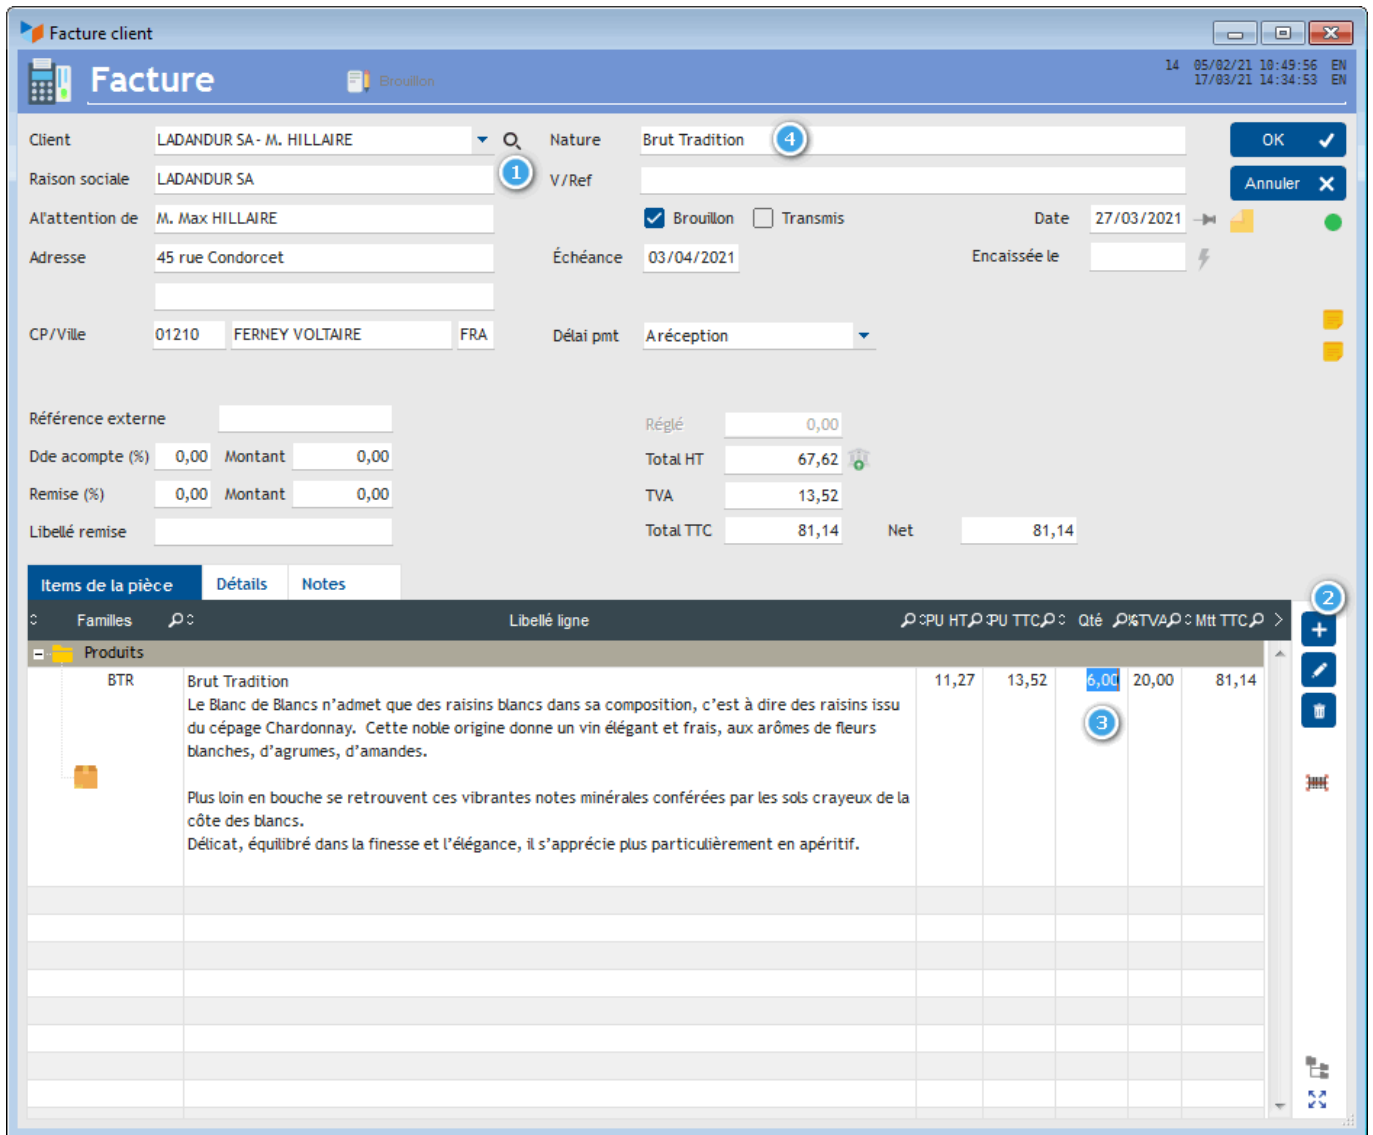 Facture client
Facture
Brouillon
14 05/02/21 10:49:56 EN
17/03/21 14:34:53 EN
Client LADANDUR SA - M. HILLAIRE
Nature Brut Tradition 4
OK
1
Raison sociale LADANDUR SA
V/Ref
Annuler
Al'attention de M. Max HILLAIRE
Brouillon Transmis
Date 27/03/2021
Adresse 45 rue Condorcet
Échéance 03/04/2021
Encaissée le
CP/Ville 01210 FERNEY VOLTAIRE FRA
Délai pmt A réception
Référence externe
Réglé 0,00
Dde acompte (%) 0,00 Montant 0,00
Total HT 67,62
Remise (%) 0,00 Montant 0,00
TVA 13,52
Libellé remise
Total TTC 81,14 Net 81,14
Items de la pièce Détails Notes
2
Familles Libellé ligne PU HT PU TTC Qté %TVA Mtt TTC
Produits
BTR Brut Tradition 11,27 13,52 6,00 20,00 81,14
Le Blanc de Blancs n'admet que des raisins blancs dans sa composition, c'est à dire des raisins issu
du cépage Chardonnay. Cette noble origine donne un vin élégant et frais, aux arômes de fleurs
3
blanches, d'agrumes, d'amandes.
Plus loin en bouche se retrouvent ces vibrantes notes minérales conférées par les sols crayeux de la
côte des blancs.
Délicat, équilibré dans la finesse et l'élégance, il s'apprécie plus particulièrement en apéritif.